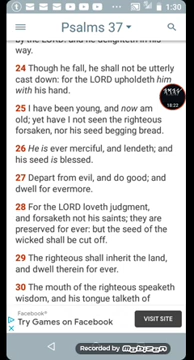 1:30
Psalms 37
by the LORD: and he delighteth in his
way.
24 Though he fall, he shall not be utterly
cast down: for the LORD upholdeth him
with his hand.
25 I have been young, and now am
old; yet have I not seen the righteous
forsaken, nor his seed begging bread.
26 He is ever merciful, and lendeth; and
his seed is blessed.
27 Depart from evil, and do good; and
dwell for evermore.
28 For the LORD loveth judgment,
and forsaketh not his saints; they are
preserved for ever: but the seed of the
wicked shall be cut off.
29 The righteous shall inherit the land,
and dwell therein for ever.
30 The mouth of the righteous speaketh
wisdom, and his tongue talketh of
18:22
Facebook®
Try Games on Facebook
VISIT SITE
Recorded by